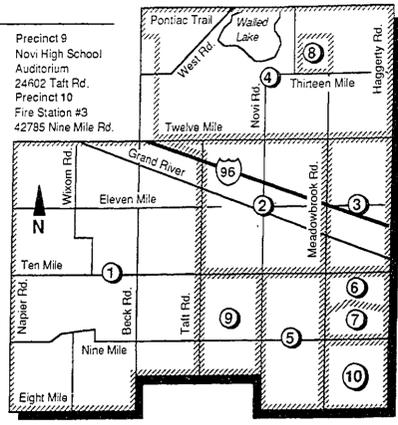 Precinct 9
Novi High School
Auditorium
24602 Taft Rd.
Precinct 10
Fire Station #3
42785 Nine Mile Rd.
Pontiac Trail
Walled
Lake
West Rd.
8
Haggerty Rd.
4
Thirteen Mile
Novi Rd.
Twelve Mile
Wixom Rd.
Grand River
96
Meadowbrook Rd.
N
Eleven Mile
2
3
Ten Mile
1
6
Napier Rd.
Beck Rd.
Taft Rd.
9
7
5
Nine Mile
10
Eight Mile